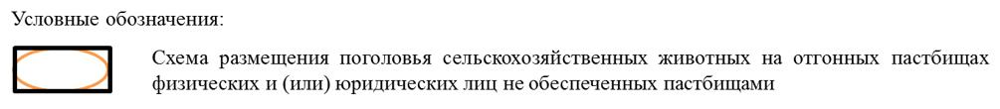 Условные обозначения:
Схема размещения поголовья сельскохозяйственных животных на отгонных пастбищах
физических и (или) юридических лиц не обеспеченных пастбищами